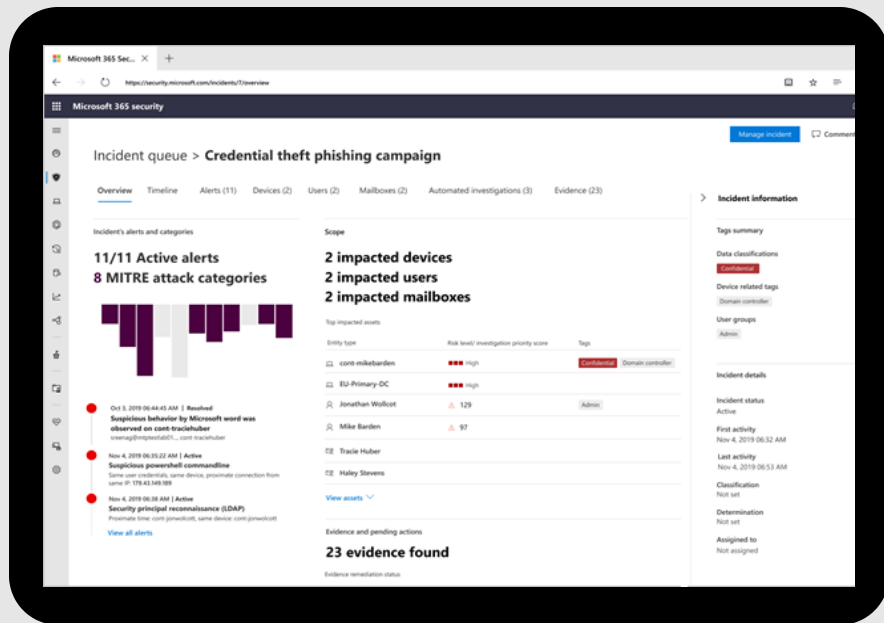 Microsoft 365 Sec...
https://security.microsoft.com/incidents/7/overview
Microsoft 365 security
Manage incident
Comment
Incident queue > Credential theft phishing campaign
Overview Timeline Alerts (11) Devices (2) Users (2) Mailboxes (2) Automated investigations (3) Evidence (23)
Incident's alerts and categories
11/11 Active alerts
8 MITRE attack categories
Oct 3, 2019 06:44:45 AM | Resolved
Suspicious behavior by Microsoft word was
observed on cont-traciehuber
cont-traciehuber
Nov 4, 2019 06:35:22 AM | Active
Suspicious powershell commandline
Same user credentials, same device, proximate connection from
same IP: 179.43.149.189
Nov 4, 2019 06:38 AM | Active
Security principal reconnaissance (LDAP)
Proximate time: cont-jonwolcott, same device: cont-jonwolcott
View all alerts
Scope
2 impacted devices
2 impacted users
2 impacted mailboxes
Top impacted assets
Entity type Risk level/ investigation priority score Tags
cont-mikebarden High Confidential Domain controller
EU-Primary-DC High
Jonathan Wollcot 129 Admin
Mike Barden 97
Tracie Huber
Haley Stevens
View assets
Evidence and pending actions
23 evidence found
Evidence remediation status
Incident information
Tags summary
Data classifications
Confidential
Device related tags
Domain controller
User groups
Admin
Incident details
Incident status
Active
First activity
Nov 4, 2019 06:32 AM
Last activity
Nov 4, 2019 06:53 AM
Classification
Not set
Determination
Not set
Assigined to
Not assigned